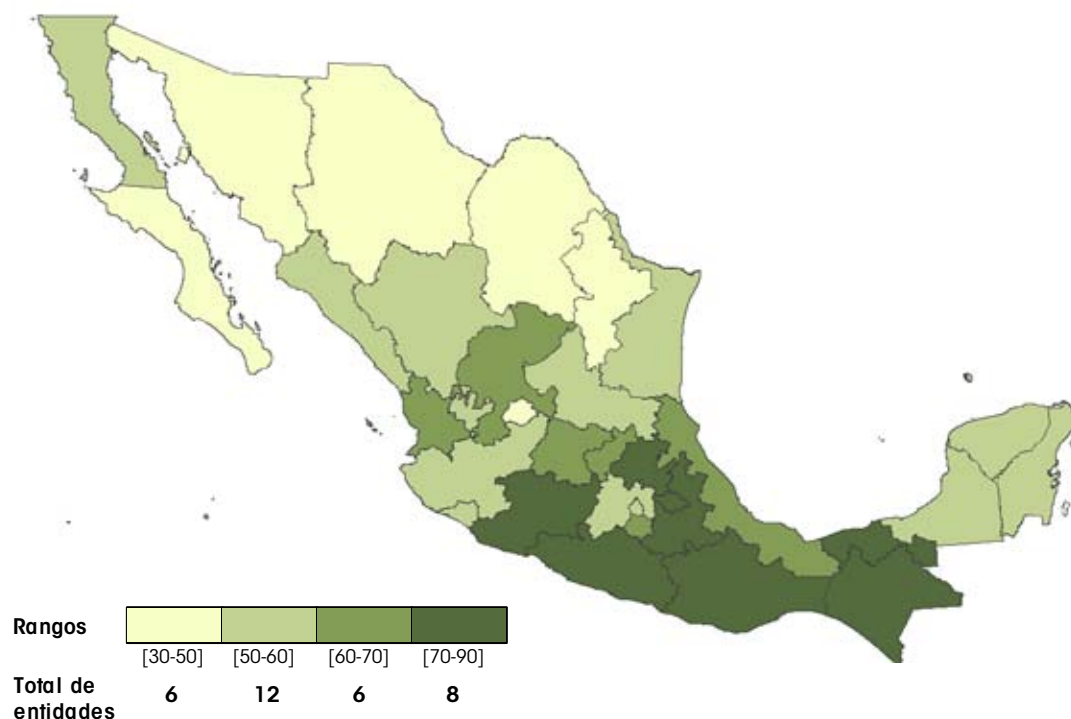 Rangos
[30-50] [50-60] [60-70] [70-90]
Total de
entidades
6 12 6 8